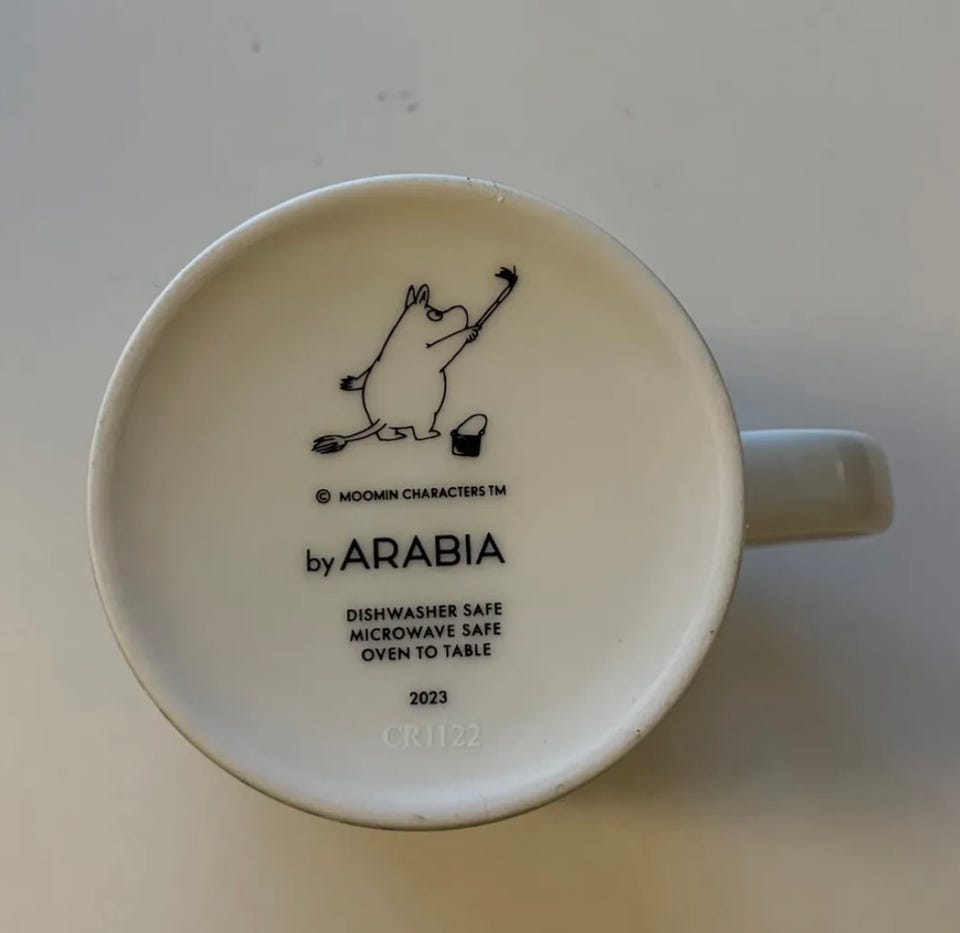 © MOOMIN CHARACTERS TM
by ARABIA
DISHWASHER SAFE
MICROWAVE SAFE
OVEN TO TABLE
2023
CR1122